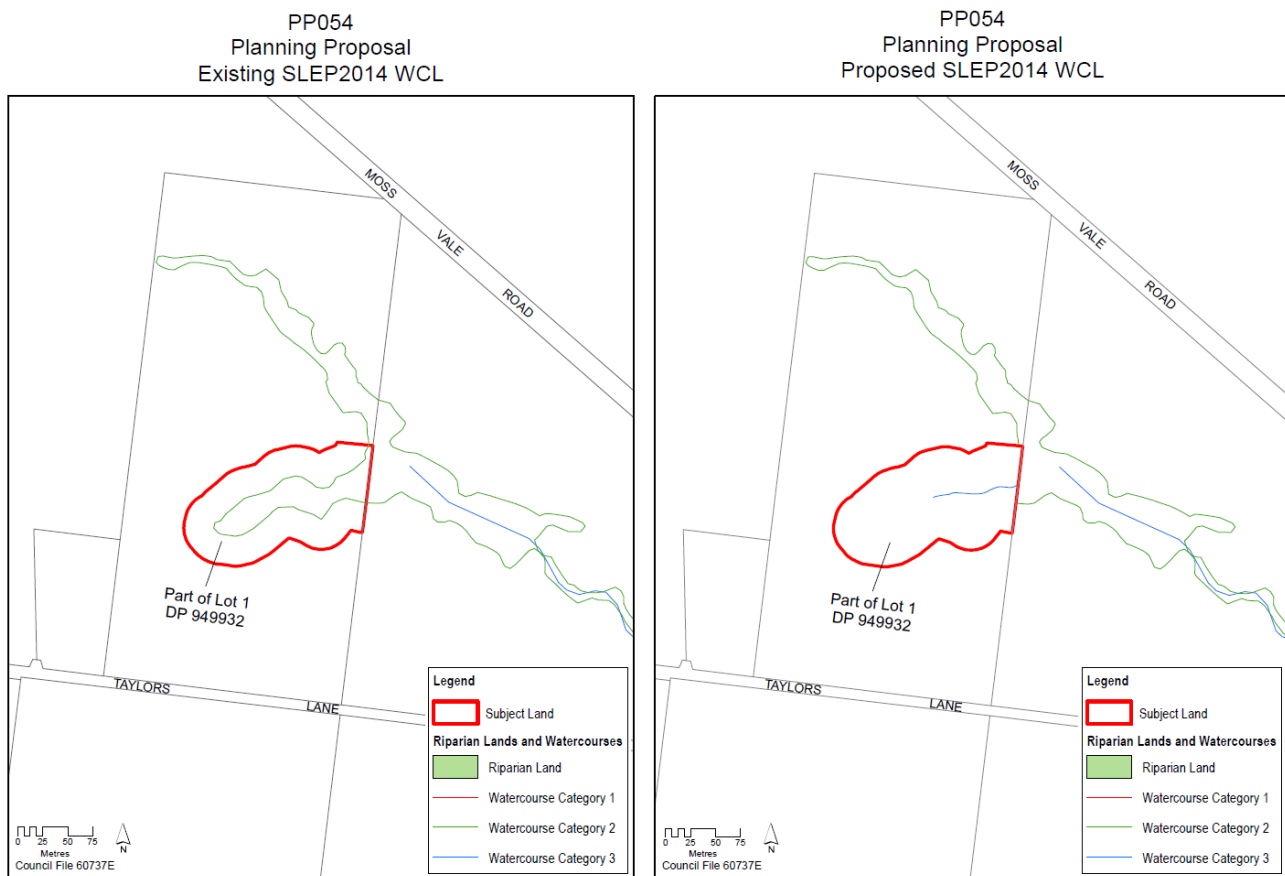 PP054
Planning Proposal
Existing SLEP2014 WCL
MOSS
VALE
ROAD
Part of Lot 1
DP 949932
TAYLORS
LANE
Legend
Subject Land
Riparian Lands and Watercourses
Riparian Land
Watercourse Category 1
Watercourse Category 2
Watercourse Category 3
0 25 50 75
Metres
N
Council File 60737E
PP054
Planning Proposal
Proposed SLEP2014 WCL
MOSS
VALE
ROAD
Part of Lot 1
DP 949932
TAYLORS
LANE
Legend
Subject Land
Riparian Lands and Watercourses
Riparian Land
Watercourse Category 1
Watercourse Category 2
Watercourse Category 3
0 25 50 75
Metres
N
Council File 60737E